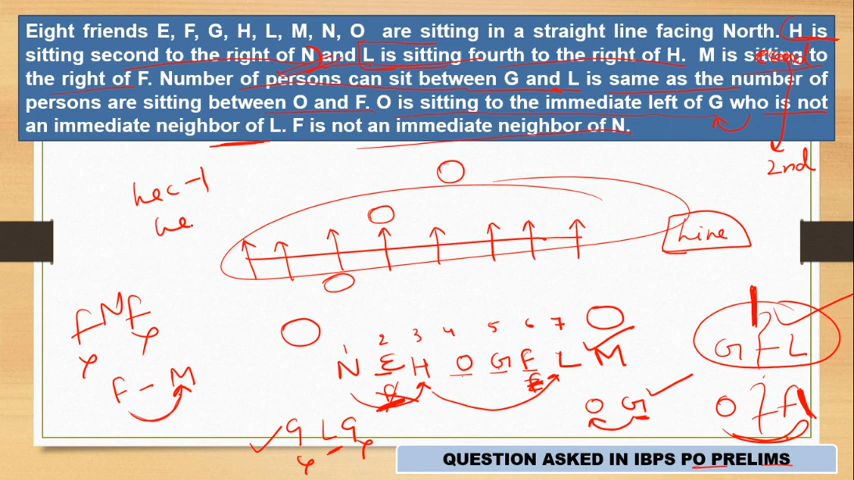 Eight friends E, F, G, H, L, M, N, O are sitting in a straight line facing North. H is
sitting second to the right of N and L is sitting fourth to the right of H. M is sitting to
the right of F. Number of persons can sit between G and L is same as the number of
persons are sitting between O and F. O is sitting to the immediate left of G who is not
an immediate neighbor of L. F is not an immediate neighbor of N.
2nd
lec-1
Line
F N F
1 2 3 4 5 6 7
N E H O G F L M
G L
F - M
O G
O F
G L G
QUESTION ASKED IN IBPS PO PRELIMS